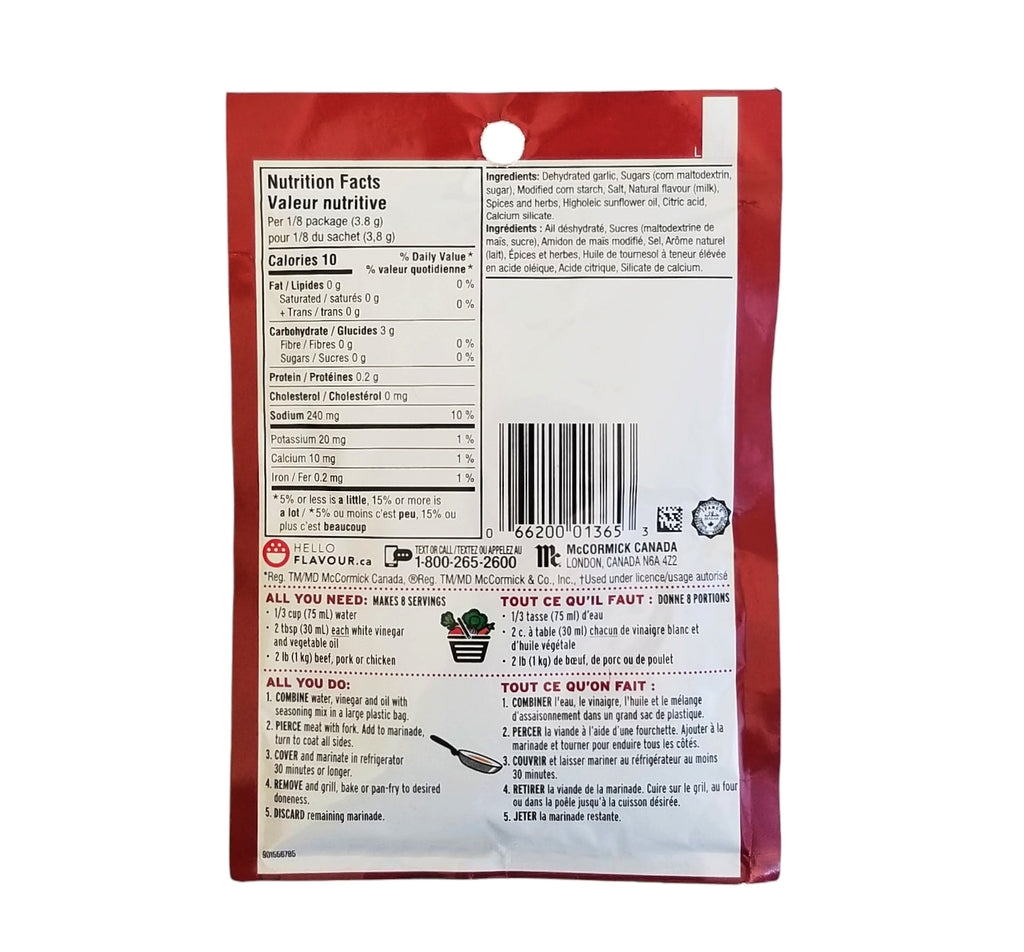 L
Nutrition Facts
Valeur nutritive
Per 1/8 package (3.8 g)
pour 1/8 du sachet (3,8 g)
Calories 10
% Daily Value *
% valeur quotidienne *
Fat / Lipides 0 g 0 %
Saturated / saturés 0 g
+ Trans / trans 0 g
0 %
Carbohydrate / Glucides 3 g
Fibre / Fibres 0 g 0 %
Sugars / Sucres 0 g 0 %
Protein / Protéines 0.2 g
Cholesterol / Cholestérol 0 mg
Sodium 240 mg 10 %
Potassium 20 mg 1 %
Calcium 10 mg 1 %
Iron / Fer 0.2 mg 1 %
*5% or less is a little, 15% or more is
a lot / *5% ou moins c'est peu, 15% ou
plus c'est beaucoup
Ingredients: Dehydrated garlic, Sugars (corn maltodextrin,
sugar), Modified corn starch, Salt, Natural flavour (milk),
Spices and herbs, Higholeic sunflower oil, Citric acid,
Calcium silicate.
Ingrédients : Ail déshydraté, Sucres (maltodextrine de
maïs, sucre), Amidon de maïs modifié, Sel, Arôme naturel
(lait), Épices et herbes, Huile de tournesol à teneur élévée
en acide oléique, Acide citrique, Silicate de calcium.
0 66200 01365 3
HELLO
FLAVOUR.ca
TEXT OR CALL/TEXTEZ OU APPELEZ AU
1-800-265-2600
Mc
McCORMICK CANADA
LONDON, CANADA N6A 4Z2
*Reg. TM/MD McCormick Canada, ®Reg. TM/MD McCormick & Co., Inc., †Used under licence/usage autorisé
ALL YOU NEED: MAKES 8 SERVINGS
• 1/3 cup (75 mL) water
• 2 tbsp (30 mL) each white vinegar
and vegetable oil
• 2 lb (1 kg) beef, pork or chicken
TOUT CE QU'IL FAUT : DONNE 8 PORTIONS
• 1/3 tasse (75 ml) d'eau
• 2 c. à table (30 ml) chacun de vinaigre blanc et
d'huile végétale
• 2 lb (1 kg) de bœuf, de porc ou de poulet
ALL YOU DO:
1. COMBINE water, vinegar and oil with
seasoning mix in a large plastic bag.
2. PIERCE meat with fork. Add to marinade,
turn to coat all sides.
3. COVER and marinate in refrigerator
30 minutes or longer.
4. REMOVE and grill, bake or pan-fry to desired
doneness.
5. DISCARD remaining marinade.
TOUT CE QU'ON FAIT :
1. COMBINER l'eau, le vinaigre, l'huile et le mélange
d'assaisonnement dans un grand sac de plastique.
2. PERCER la viande à l'aide d'une fourchette. Ajouter à la
marinade et tourner pour enduire tous les côtés.
3. COUVRIR et laisser mariner au réfrigérateur au moins
30 minutes.
4. RETIRER la viande de la marinade. Cuire sur le gril, au four
ou dans la poêle jusqu'à la cuisson désirée.
5. JETER la marinade restante.
901556785